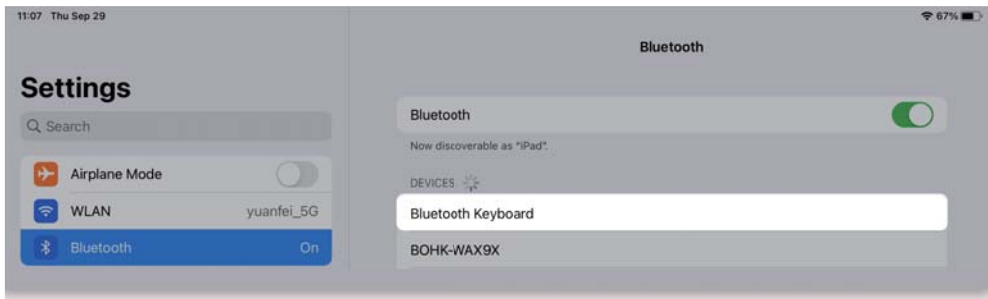 11:07 Thu Sep 29
67%
Settings
Search
Airplane Mode
WLAN yuanfei_5G
Bluetooth On
Bluetooth
Bluetooth
Now discoverable as "iPad".
DEVICES
Bluetooth Keyboard
BOHK-WAX9X